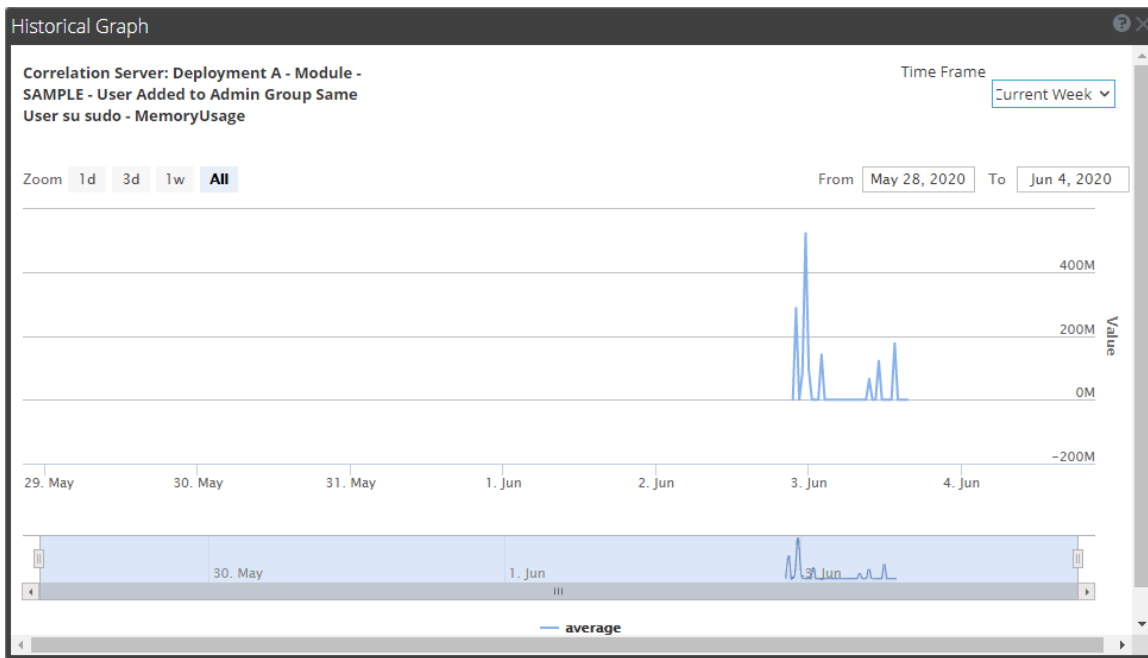 Historical Graph
Correlation Server: Deployment A - Module -
SAMPLE - User Added to Admin Group Same
User su sudo - MemoryUsage
Time Frame
Current Week
Zoom 1d 3d 1w All
From May 28, 2020 To Jun 4, 2020
400M
200M
0M
-200M
Value
29. May 30. May 31. May 1. Jun 2. Jun 3. Jun 4. Jun
30. May 1. Jun 3. Jun
average